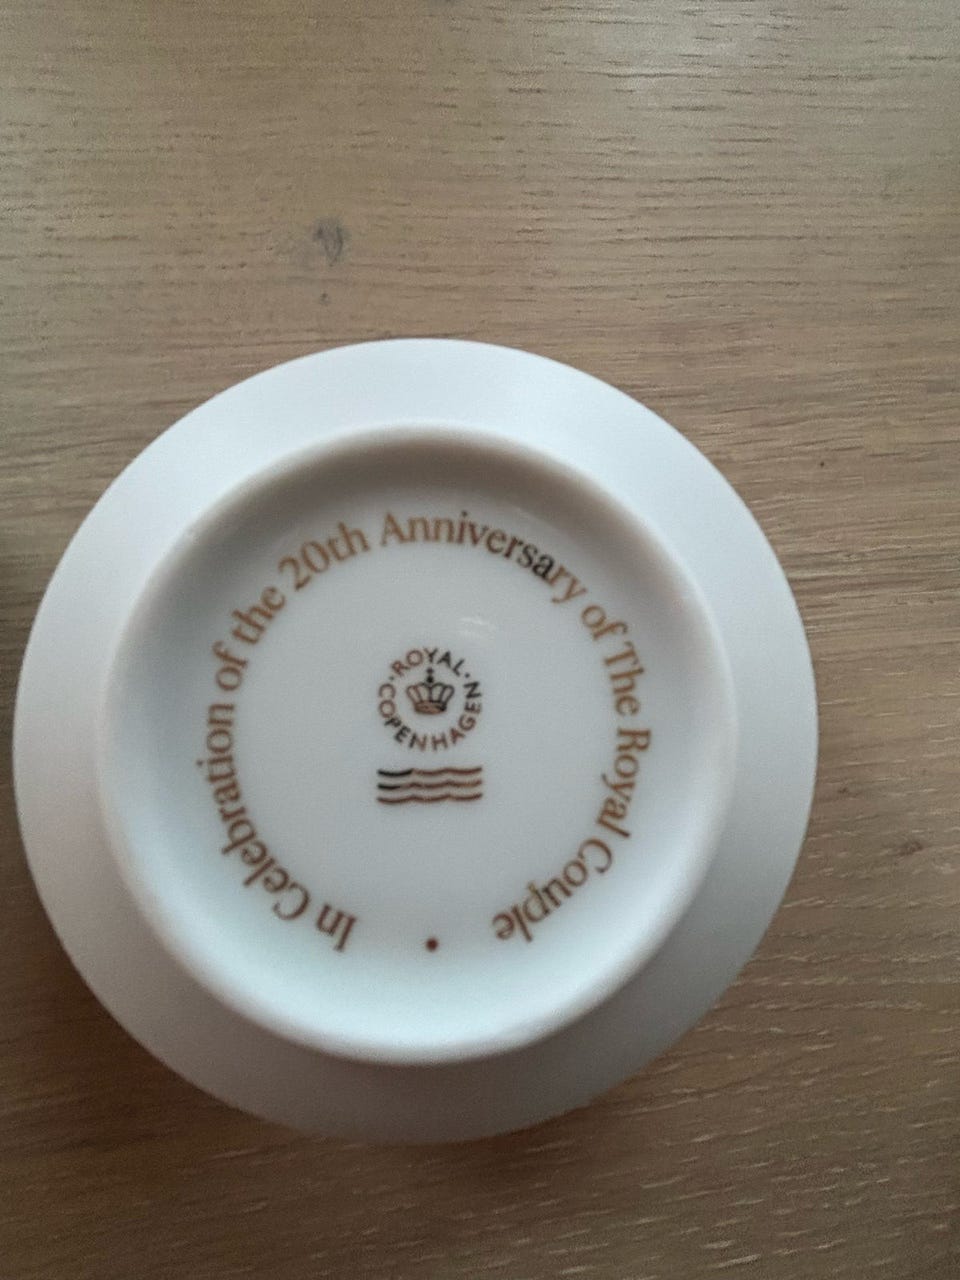 In Celebration of the 20th Anniversary of The Royal Couple
ROYAL
COPENHAGEN